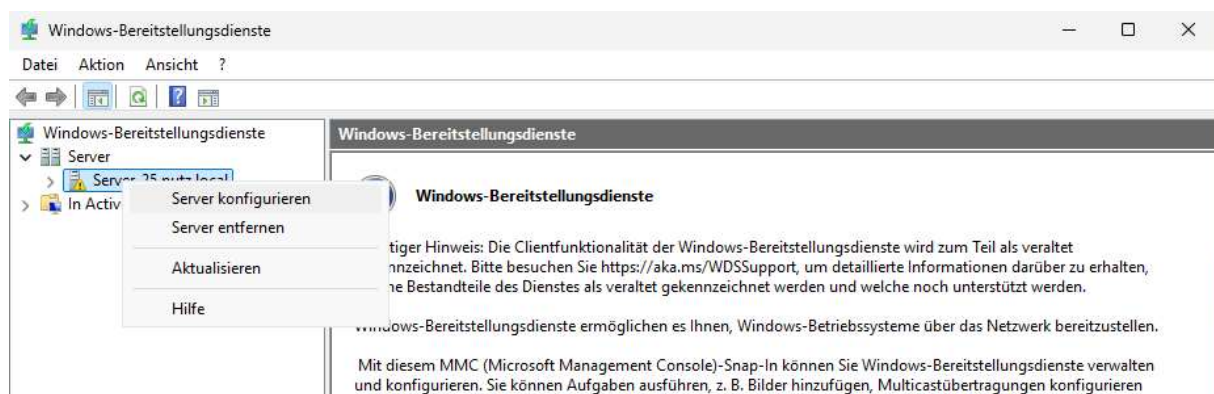 Windows-Bereitstellungsdienste
Datei Aktion Ansicht ?
Windows-Bereitstellungsdienste
Server
In Activ
Server konfigurieren
Server entfernen
Aktualisieren
Hilfe
Windows-Bereitstellungsdienste
Windows-Bereitstellungsdienste
tiger Hinweis: Die Clientfunktionalität der Windows-Bereitstellungsdienste wird zum Teil als veraltet
nnzeichnet. Bitte besuchen Sie https://aka.ms/WDSSupport, um detaillierte Informationen darüber zu erhalten,
ne Bestandteile des Dienstes als veraltet gekennzeichnet werden und welche noch unterstützt werden.
Windows-Bereitstellungsdienste ermöglichen es Ihnen, Windows-Betriebssysteme über das Netzwerk bereitzustellen.
Mit diesem MMC (Microsoft Management Console)-Snap-In können Sie Windows-Bereitstellungsdienste verwalten
und konfigurieren. Sie können Aufgaben ausführen, z. B. Bilder hinzufügen, Multicastübertragungen konfigurieren